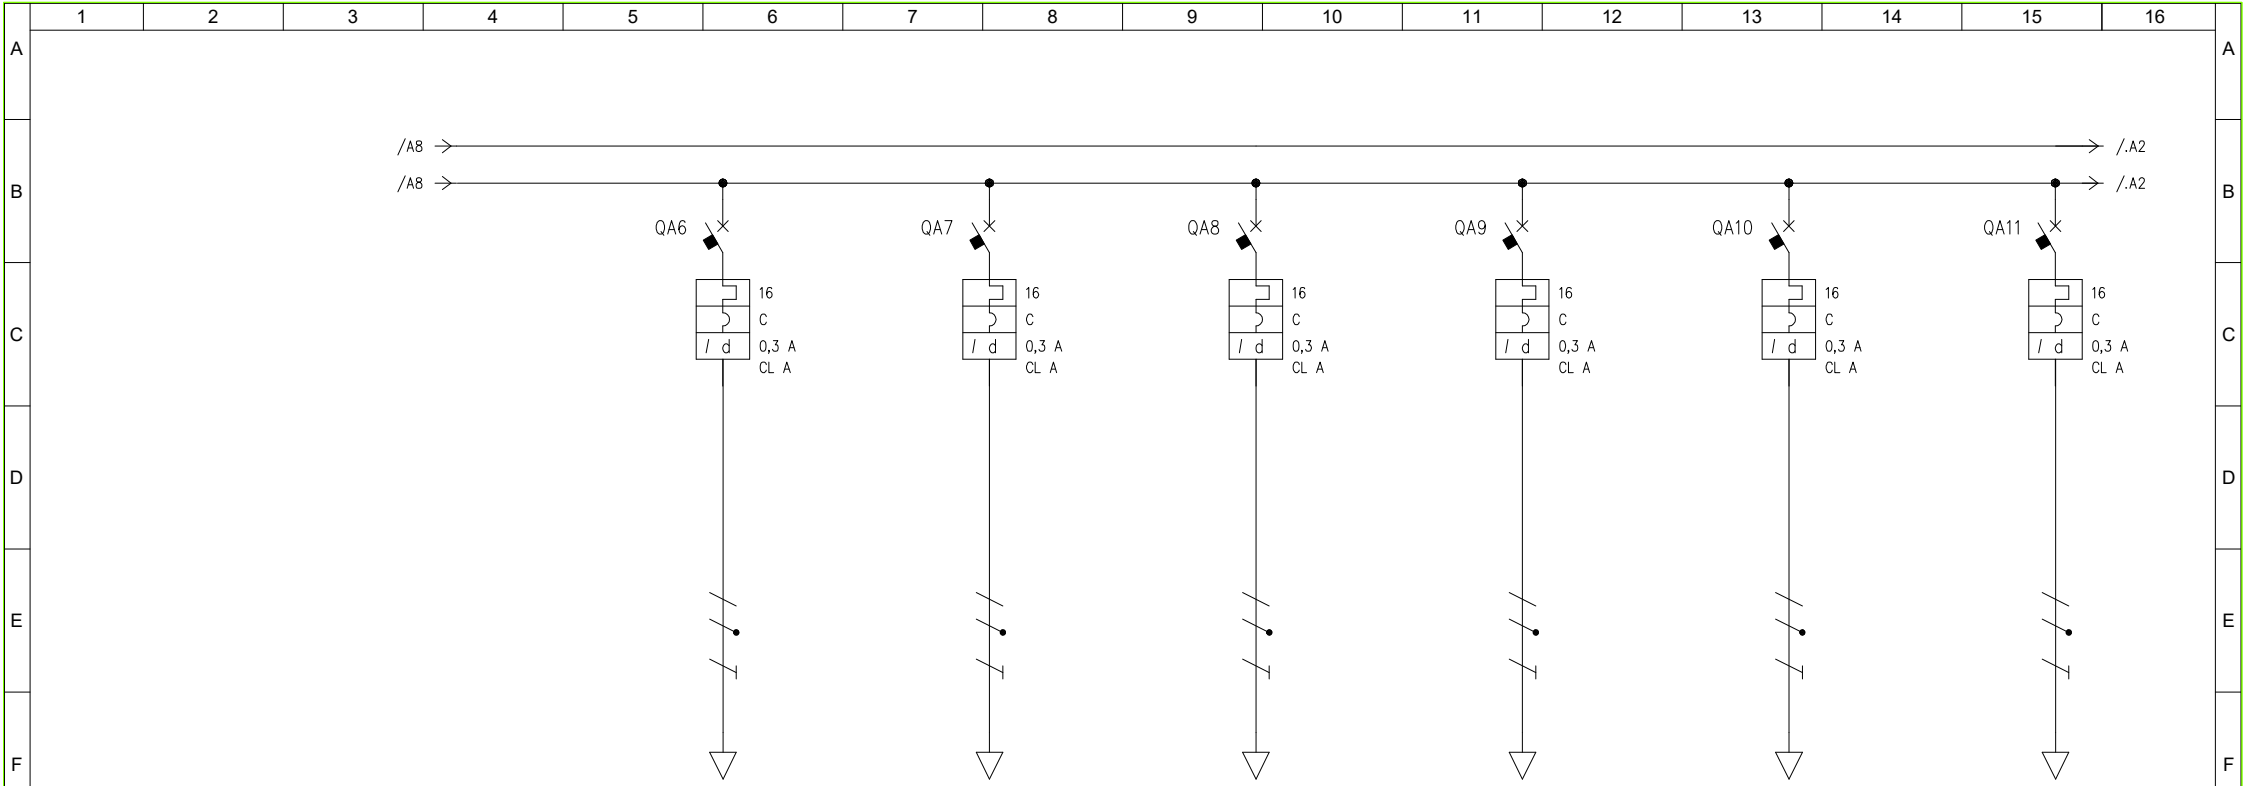 1 2 3 4 5 6 7 8 9 10 11 12 13 14 15 16
A A
/A8 /.A2
B /A8 /.A2 B
QA6 QA7 QA8 QA9 QA10 QA11
16 16 16 16 16 16
C C C C C C
C C
I d 0,3 A I d 0,3 A I d 0,3 A I d 0,3 A I d 0,3 A I d 0,3 A
CL A CL A CL A CL A CL A CL A
D D
E E
F F